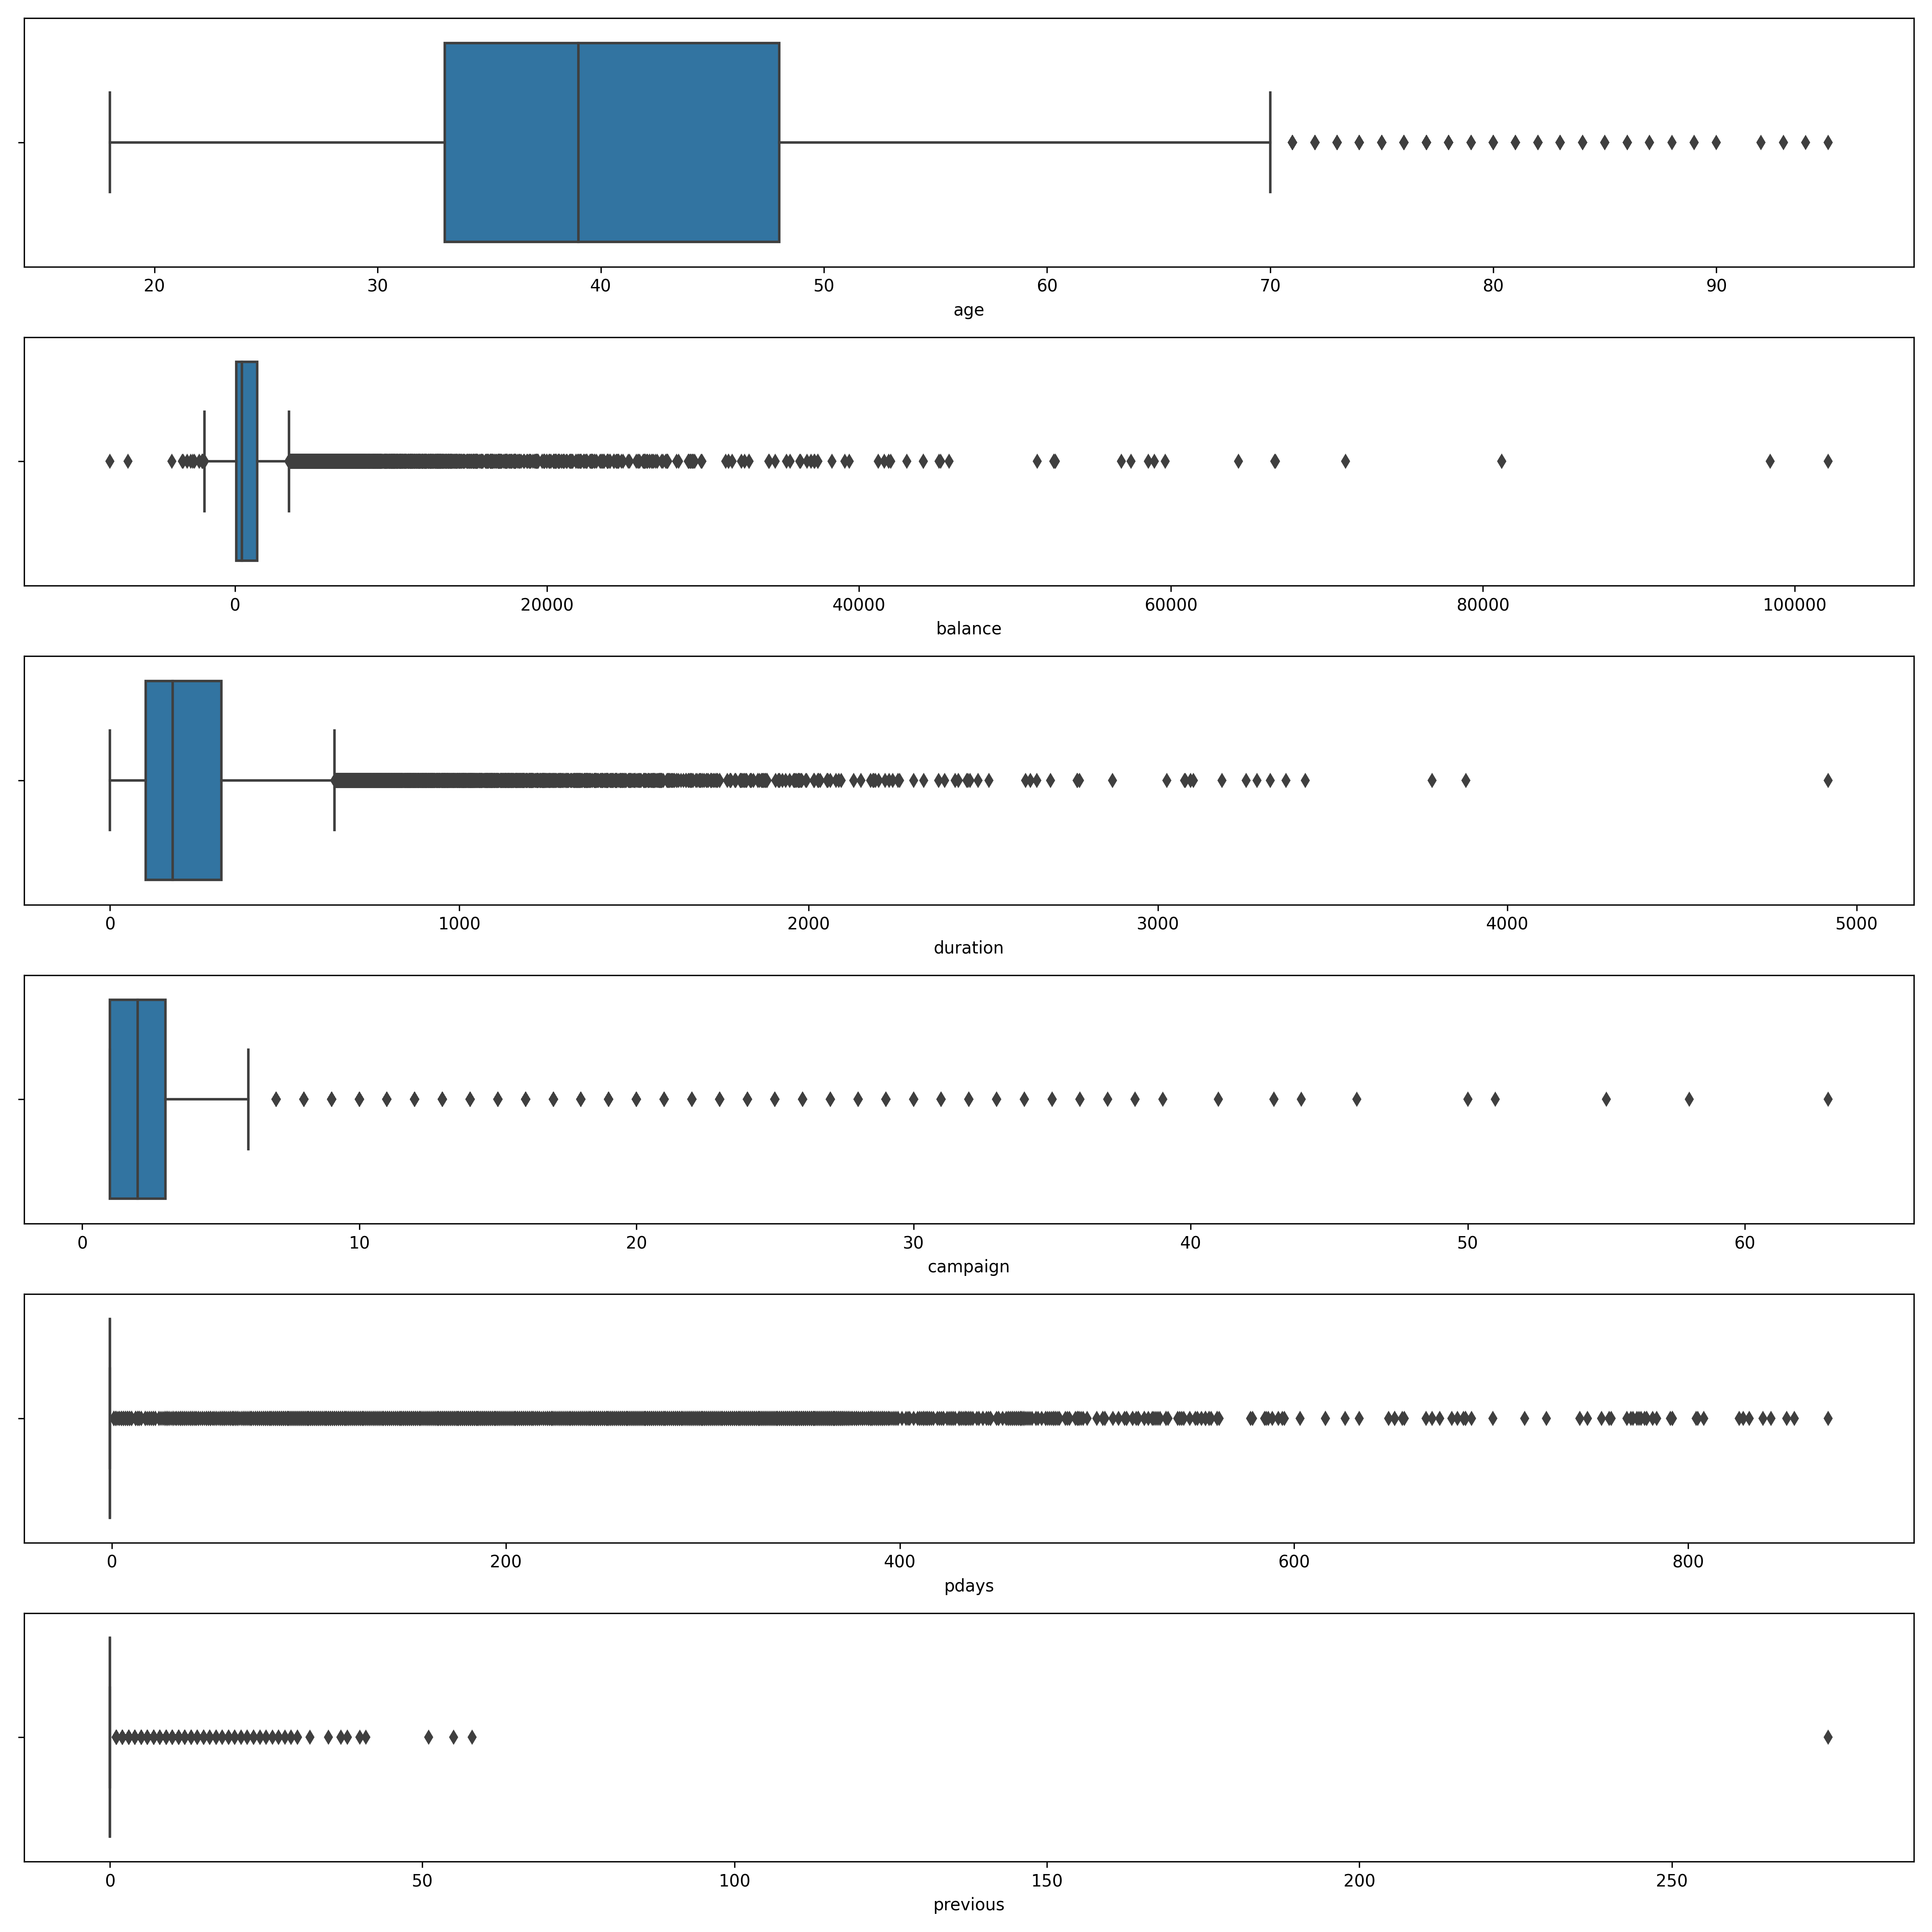 20 30 40 50 60 70 80 90
age
0 20000 40000 60000 80000 100000
balance
0 1000 2000 3000 4000 5000
duration
0 10 20 30 40 50 60
campaign
0 200 400 600 800
pdays
0 50 100 150 200 250
previous